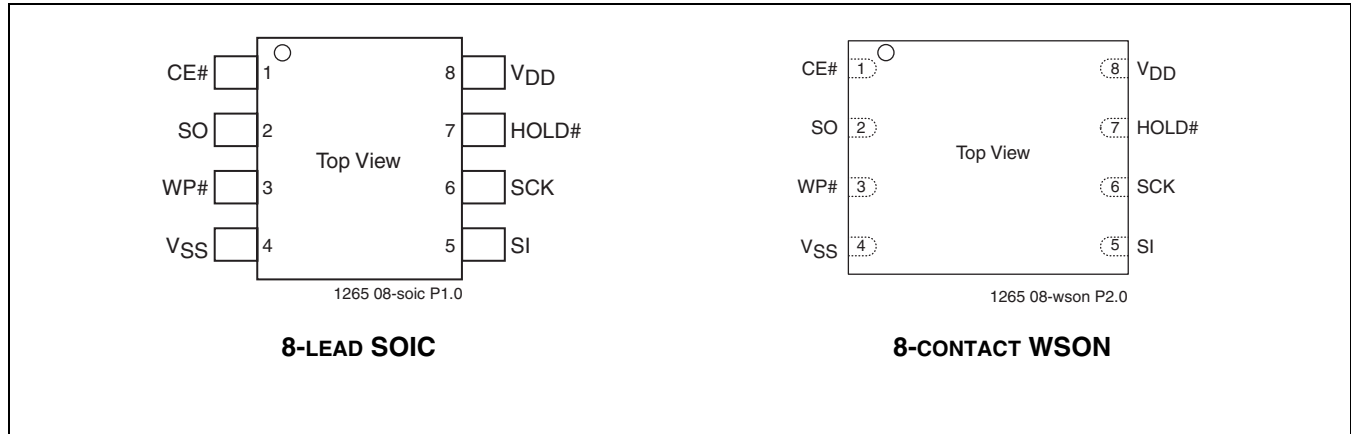 CE# 1 8 VDD
SO 2 7 HOLD#
Top View
WP# 3 6 SCK
VSS 4 5 SI
1265 08-soic P1.0
8-LEAD SOIC
CE# 1 8 VDD
SO 2 7 HOLD#
Top View
WP# 3 6 SCK
VSS 4 5 SI
1265 08-wson P2.0
8-CONTACT WSON